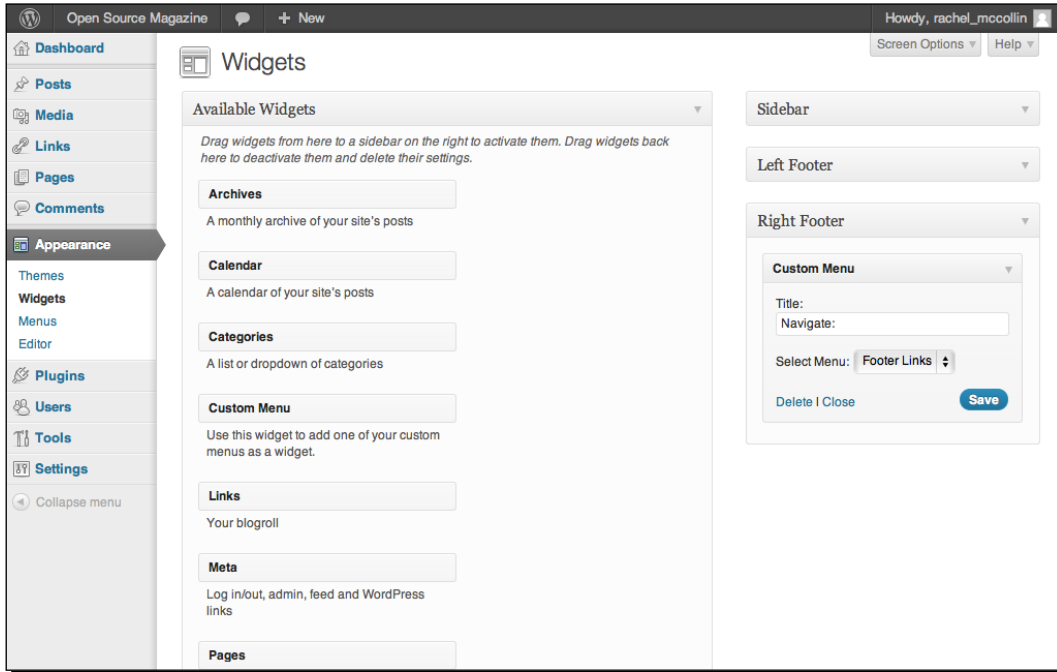 Open Source Magazine
+ New
Howdy, rachel_mccollin
Dashboard
Posts
Media
Links
Pages
Comments
Appearance
Themes
Widgets
Menus
Editor
Plugins
Users
Tools
Settings
Collapse menu
Screen Options
Help
Widgets
Available Widgets
Drag widgets from here to a sidebar on the right to activate them. Drag widgets back
here to deactivate them and delete their settings.
Archives
A monthly archive of your site's posts
Calendar
A calendar of your site's posts
Categories
A list or dropdown of categories
Custom Menu
Use this widget to add one of your custom
menus as a widget.
Links
Your blogroll
Meta
Log in/out, admin, feed and WordPress
links
Pages
Sidebar
Left Footer
Right Footer
Custom Menu
Title:
Navigate:
Select Menu: Footer Links
Delete | Close
Save